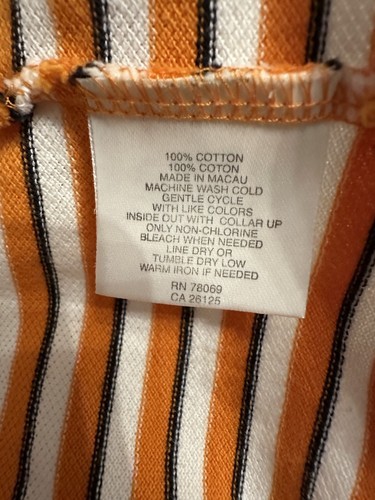 100% COTTON
100% COTON
MADE IN MACAU
MACHINE WASH COLD
GENTLE CYCLE
WITH LIKE COLORS
INSIDE OUT WITH COLLAR UP
ONLY NON-CHLORINE
BLEACH WHEN NEEDED
LINE DRY OR
TUMBLE DRY LOW
WARM IRON IF NEEDED
RN 78069
CA 26125